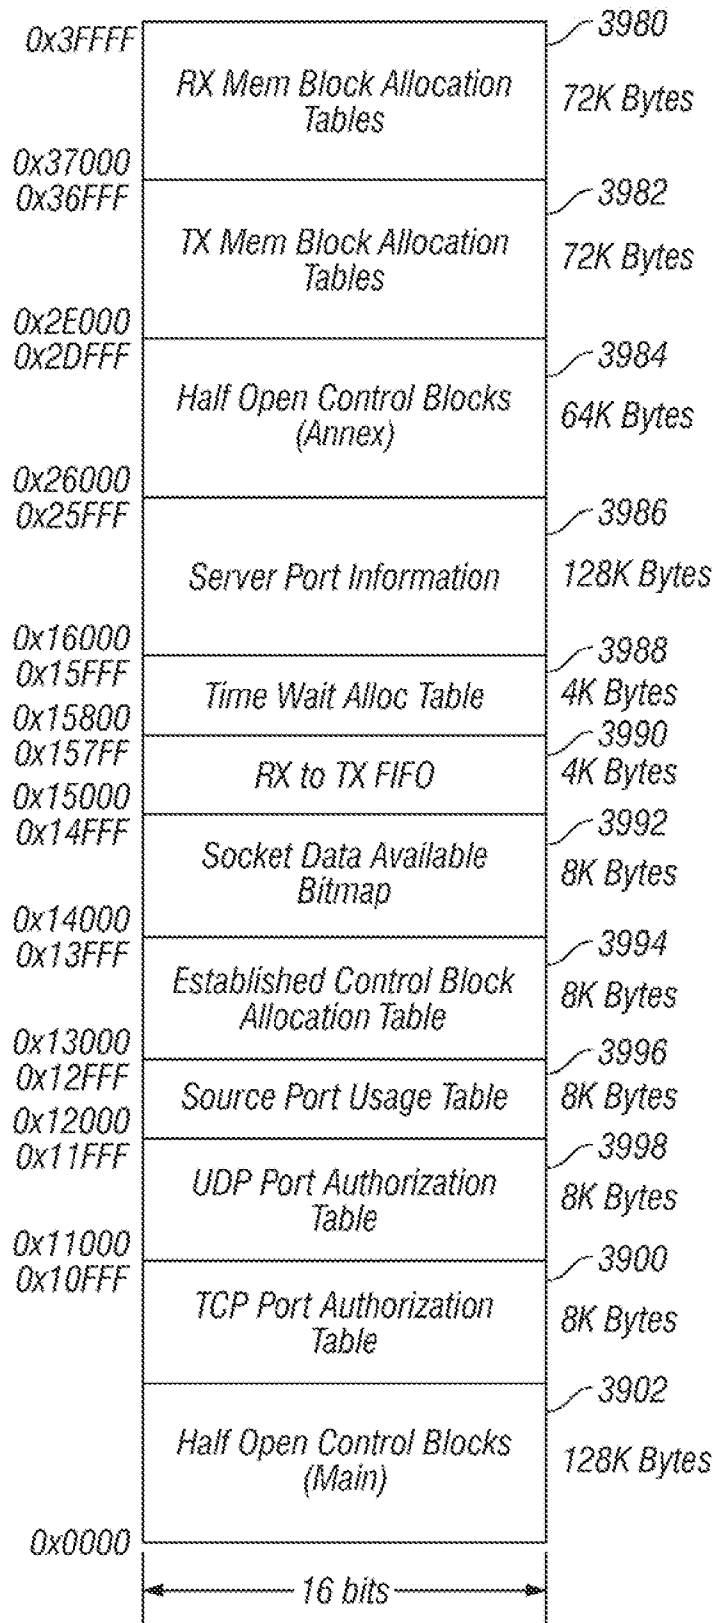 0x3FFFF
3980
RX Mem Block Allocation
Tables
72K Bytes
0x37000
0x36FFF
3982
TX Mem Block Allocation
Tables
72K Bytes
0x2E000
0x2DFFF
3984
Half Open Control Blocks
(Annex)
64K Bytes
0x26000
0x25FFF
3986
Server Port Information
128K Bytes
0x16000
0x15FFF
3988
Time Wait Alloc Table
4K Bytes
0x15800
0x157FF
3990
RX to TX FIFO
4K Bytes
0x15000
0x14FFF
3992
Socket Data Available
Bitmap
8K Bytes
0x14000
0x13FFF
3994
Established Control Block
Allocation Table
8K Bytes
0x13000
0x12FFF
3996
Source Port Usage Table
8K Bytes
0x12000
0x11FFF
3998
UDP Port Authorization
Table
8K Bytes
0x11000
0x10FFF
3900
TCP Port Authorization
Table
8K Bytes
3902
Half Open Control Blocks
(Main)
128K Bytes
0x0000
16 bits